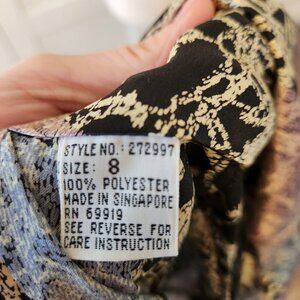 STYLE NO.: 272997
SIZE: 8
100% POLYESTER
MADE IN SINGAPORE
RN 69919
SEE REVERSE FOR
CARE INSTRUCTION